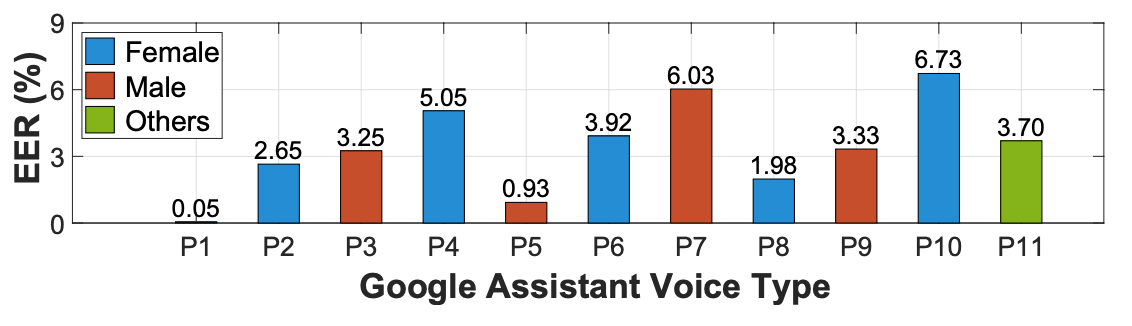 9
6
3
0
EER (%)
Female
Male
Others
0.05
2.65
3.25
5.05
0.93
3.92
6.03
1.98
3.33
6.73
3.70
P1 P2 P3 P4 P5 P6 P7 P8 P9 P10 P11
Google Assistant Voice Type